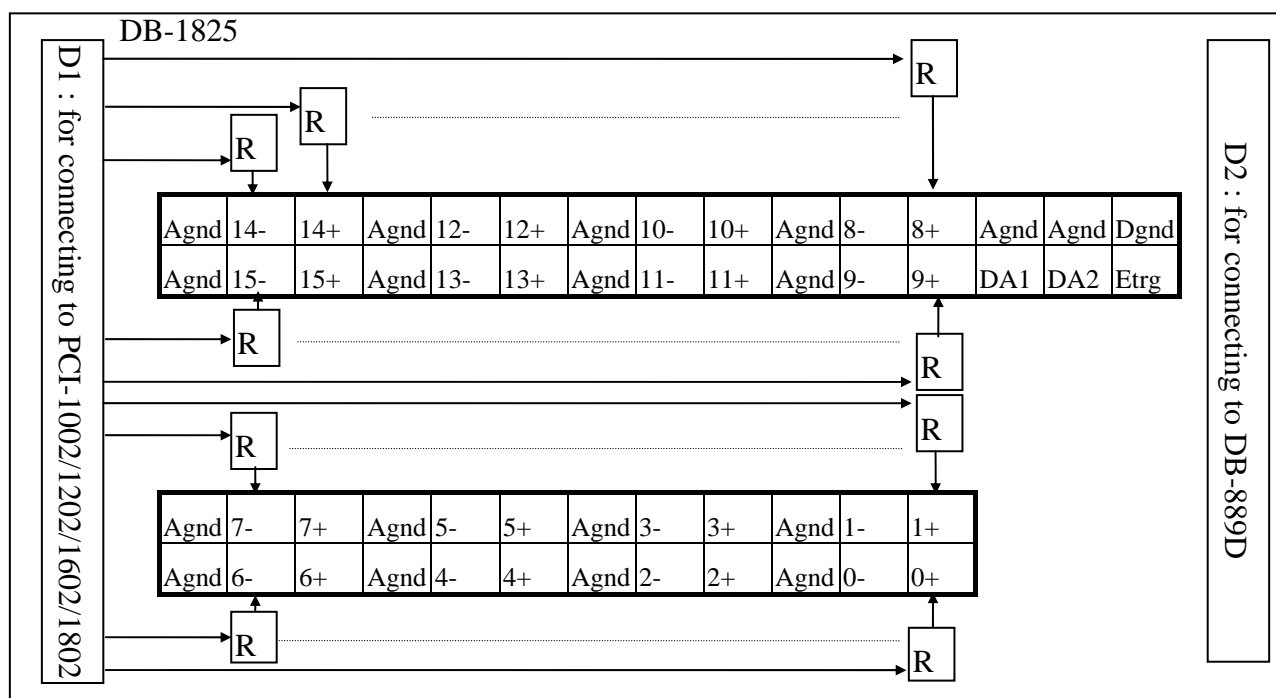 DB-1825
D1 : for connecting to PCI-1002/1202/1602/1802
R
R
R
D2 : for connecting to DB-889D
Agnd 14- 14+ Agnd 12- 12+ Agnd 10- 10+ Agnd 8- 8+ Agnd Agnd Dgnd
Agnd 15- 15+ Agnd 13- 13+ Agnd 11- 11+ Agnd 9- 9+ DA1 DA2 Etrg
R
R
R
R
Agnd 7- 7+ Agnd 5- 5+ Agnd 3- 3+ Agnd 1- 1+
Agnd 6- 6+ Agnd 4- 4+ Agnd 2- 2+ Agnd 0- 0+
R
R